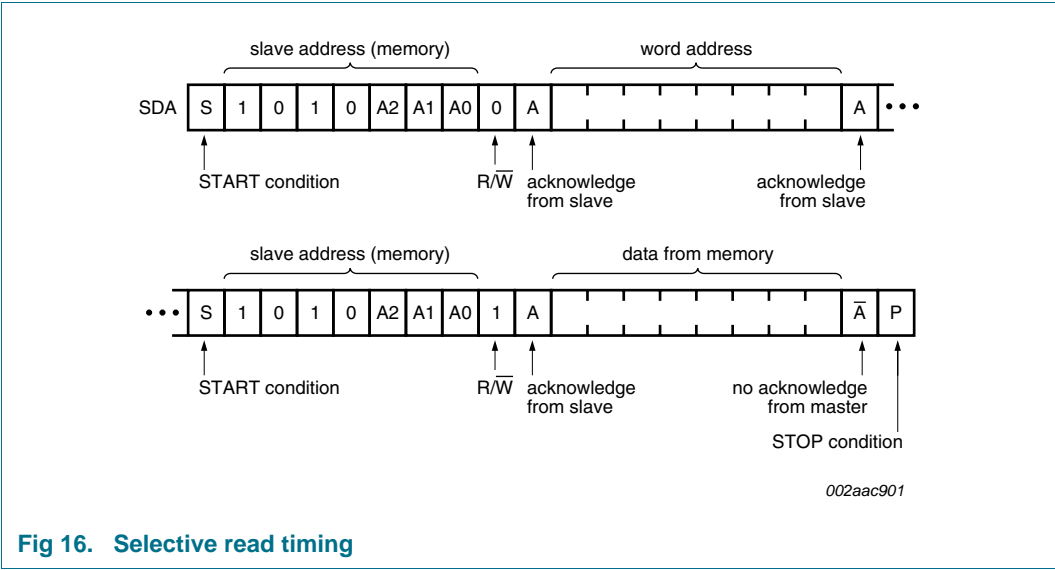 slave address (memory) word address
SDA S 1 0 1 0 A2 A1 A0 0 A A •••
START condition R/W̅ acknowledge from slave acknowledge from slave
slave address (memory) data from memory
••• S 1 0 1 0 A2 A1 A0 1 A A̅ P
START condition R/W̅ acknowledge from slave no acknowledge from master
STOP condition
002aac901
Fig 16. Selective read timing